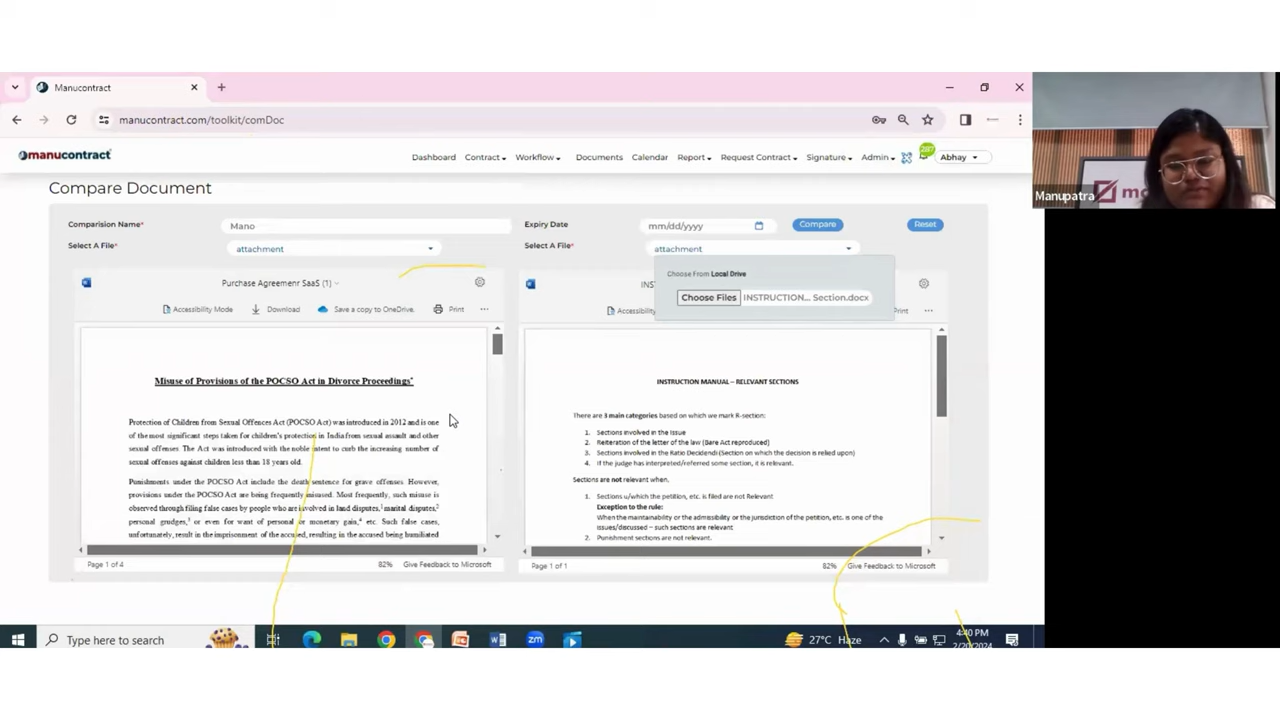 Manucontract
manucontract.com/toolkit/comDoc
manucontract
Dashboard Contract Workflow Documents Calendar Report Request Contract Signature Admin 287 Abhay
Manupatra
Compare Document
Comparision Name* Mano Expiry Date mm/dd/yyyy Compare Reset
Select A File* attachment Select A File* attachment
Choose From Local Drive
Choose Files INSTRUCTION... Section.docx
Purchase Agreemenr SaaS (1)
Accessibility Mode Download Save a copy to OneDrive. Print ...
Misuse of Provisions of the POCSO Act in Divorce Proceedings*
Protection of Children from Sexual Offences Act (POCSO Act) was introduced in 2012 and is one
of the most significant steps taken for children's protection in India from sexual assault and other
sexual offenses. The Act was introduced with the noble intent to curb the increasing number of
sexual offenses against children less than 18 years old.
Punishments under the POCSO Act include the death sentence for grave offenses. However,
provisions under the POCSO Act are being frequently misused. Most frequently, such misuse is
observed through filing false cases by people who are involved in land disputes,1 marital disputes,2
personal grudges,3 or even for want of personal or monetary gain,4 etc. Such false cases,
unfortunately, result in the imprisonment of the accused, resulting in the accused being humiliated
Page 1 of 4 82% Give Feedback to Microsoft
INST
Accessibility Print ...
INSTRUCTION MANUAL – RELEVANT SECTIONS
There are 3 main categories based on which we mark R-section:
1. Sections involved in the Issue
2. Reiteration of the letter of the law (Bare Act reproduced)
3. Sections involved in the Ratio Decidendi (Section on which the decision is relied upon)
4. If the judge has interpreted/referred some section, it is relevant.
Sections are not relevant when,
1. Sections u/which the petition, etc. is filed are not Relevant
Exception to the rule:
When the maintainability or the admissibility or the jurisdiction of the petition, etc. is one of the
issues/discussed – such sections are relevant
2. Punishment sections are not relevant.
Page 1 of 1 82% Give Feedback to Microsoft
Type here to search
27°C Haze
4:40 PM
2/20/2024